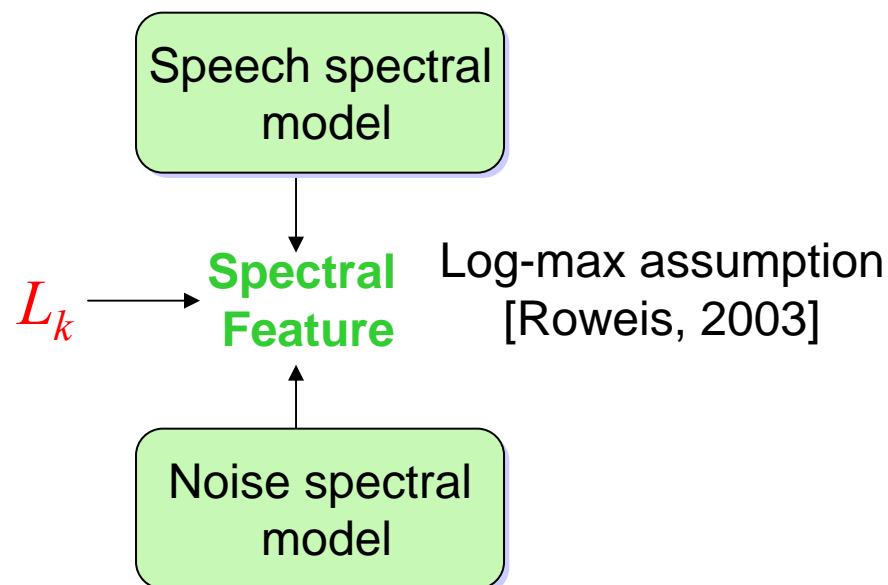 Speech spectral
model
L_k
Spectral
Feature
Log-max assumption
[Roweis, 2003]
Noise spectral
model